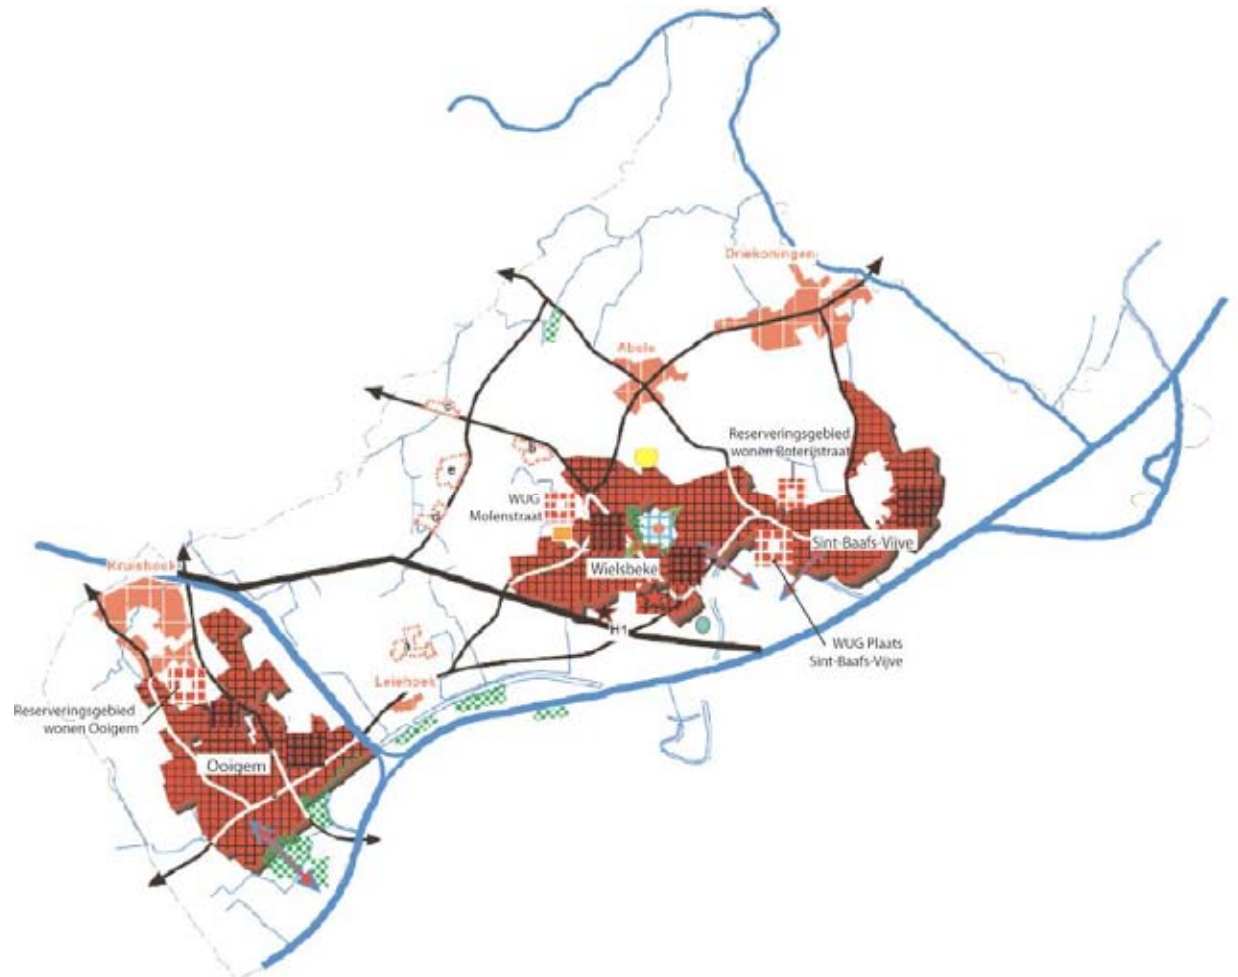 Driekoningen
Abele
Reserveringsgebied
wonen Boterijstraat
WUG
Molenstraat
Sint-Baafs-Vijve
Wielsbeke
Kruishoek
H1
WUG Plaats
Sint-Baafs-Vijve
Leiehoek
Reserveringsgebied
wonen Ooigem
Ooigem